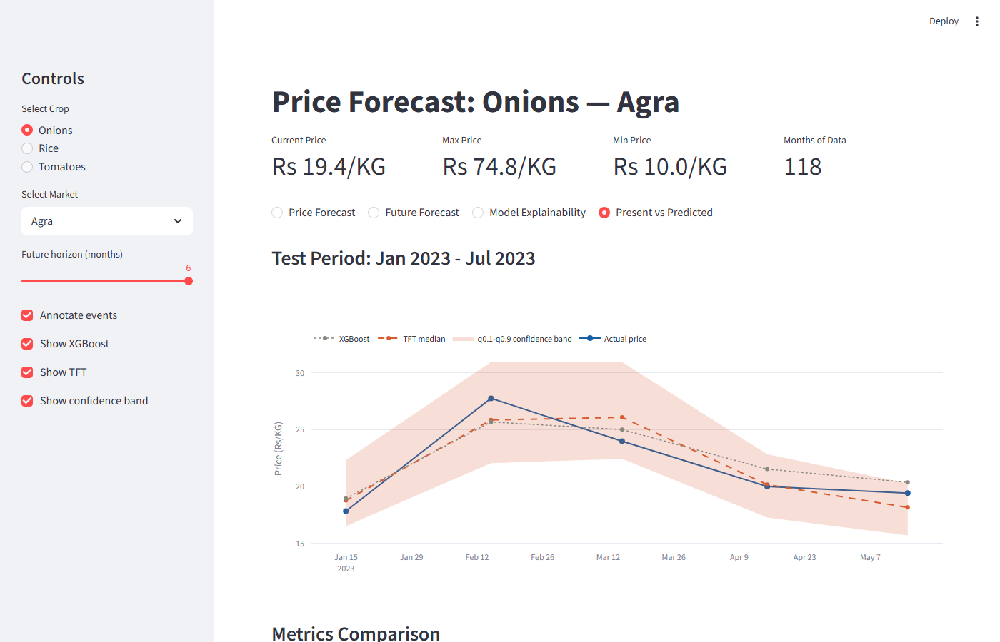 Deploy
Controls
Select Crop
Onions
Rice
Tomatoes
Select Market
Agra
Future horizon (months)
6
Annotate events
Show XGBoost
Show TFT
Show confidence band
Price Forecast: Onions — Agra
Current Price Max Price Min Price Months of Data
Rs 19.4/KG Rs 74.8/KG Rs 10.0/KG 118
Price Forecast Future Forecast Model Explainability Present vs Predicted
Test Period: Jan 2023 - Jul 2023
XGBoost TFT median q0.1-q0.9 confidence band Actual price
30
25
20
15
Price (Rs/KG)
Jan 15 Jan 29 Feb 12 Feb 26 Mar 12 Mar 26 Apr 9 Apr 23 May 7
2023
Metrics Comparison